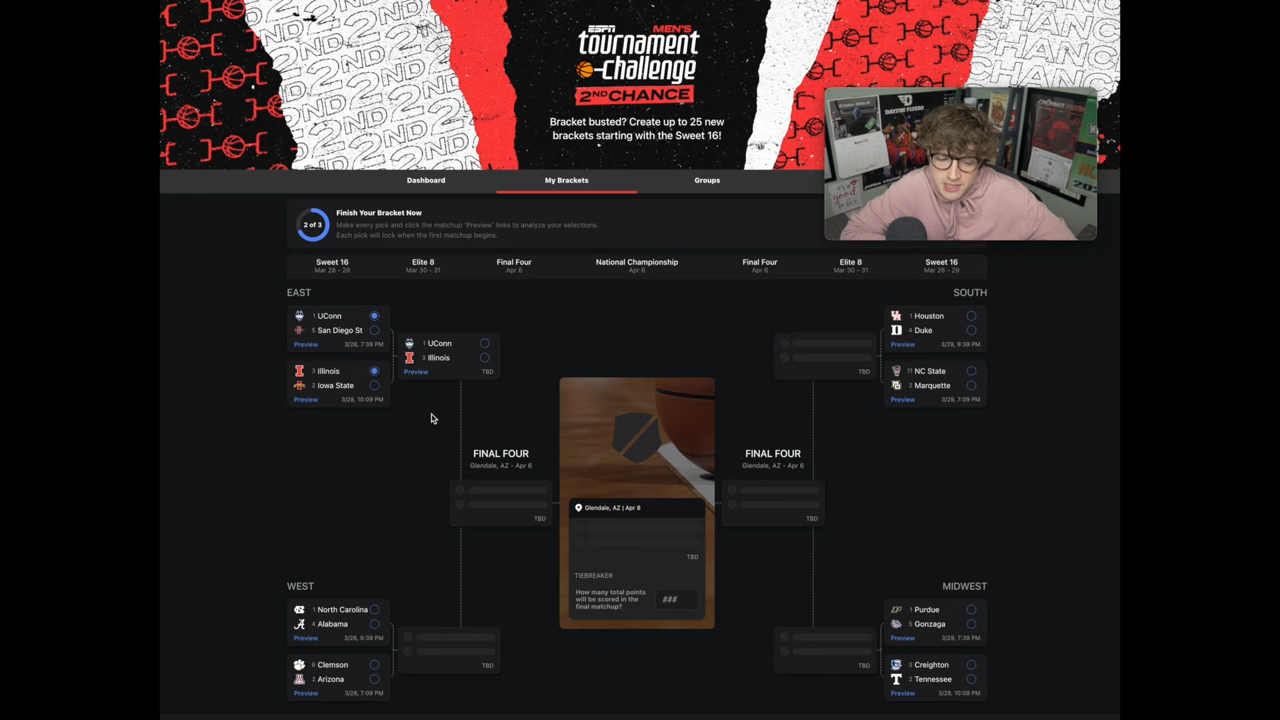 ESPN MEN'S
tournament
challenge
2ND CHANCE
Bracket busted? Create up to 25 new
brackets starting with the Sweet 16!
Dashboard
My Brackets
Groups
2 of 3
Finish Your Bracket Now
Make every pick and click the matchup 'Preview' links to analyze your selections.
Each pick will lock when the first matchup begins.
Sweet 16
Mar 28 - 29
Elite 8
Mar 30 - 31
Final Four
Apr 6
National Championship
Apr 8
Final Four
Apr 6
Elite 8
Mar 30 - 31
Sweet 16
Mar 28 - 29
EAST
1 UConn
5 San Diego St
Preview 3/28, 7:39 PM
3 Illinois
2 Iowa State
Preview 3/28, 10:09 PM
1 UConn
3 Illinois
Preview TBD
SOUTH
1 Houston
4 Duke
Preview 3/29, 9:39 PM
11 NC State
2 Marquette
Preview 3/29, 7:09 PM
TBD
FINAL FOUR
Glendale, AZ - Apr 6
TBD
Glendale, AZ | Apr 8
TBD
TIEBREAKER
How many total points
will be scored in the
final matchup?
###
FINAL FOUR
Glendale, AZ - Apr 6
TBD
WEST
1 North Carolina
4 Alabama
Preview 3/28, 9:39 PM
6 Clemson
2 Arizona
Preview 3/28, 7:09 PM
TBD
MIDWEST
1 Purdue
5 Gonzaga
Preview 3/29, 7:39 PM
3 Creighton
2 Tennessee
Preview 3/29, 10:09 PM
TBD